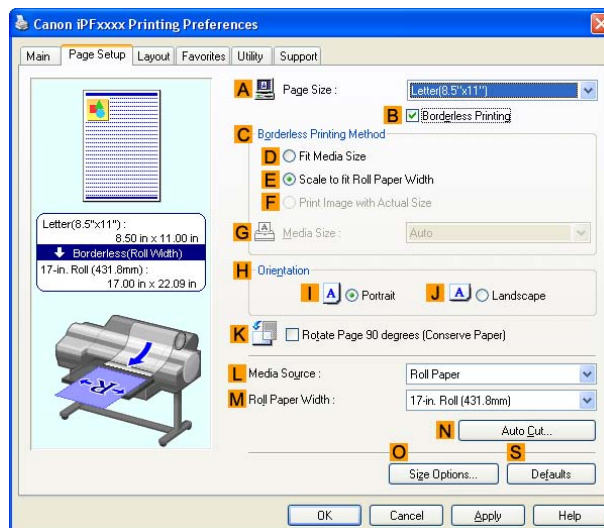 Canon iPFxxxx Printing Preferences
Main Page Setup Layout Favorites Utility Support
A Page Size : Letter(8.5"x11")
B Borderless Printing
C Borderless Printing Method
D Fit Media Size
E Scale to fit Roll Paper Width
F Print Image with Actual Size
G Media Size : Auto
Letter(8.5"x11") :
8.50 in x 11.00 in
Borderless(Roll Width)
17-in. Roll (431.8mm) :
17.00 in x 22.09 in
H Orientation
I A Portrait J A Landscape
K Rotate Page 90 degrees (Conserve Paper)
R
L Media Source : Roll Paper
M Roll Paper Width : 17-in. Roll (431.8mm)
N Auto Cut...
O S
Size Options... Defaults
OK Cancel Apply Help